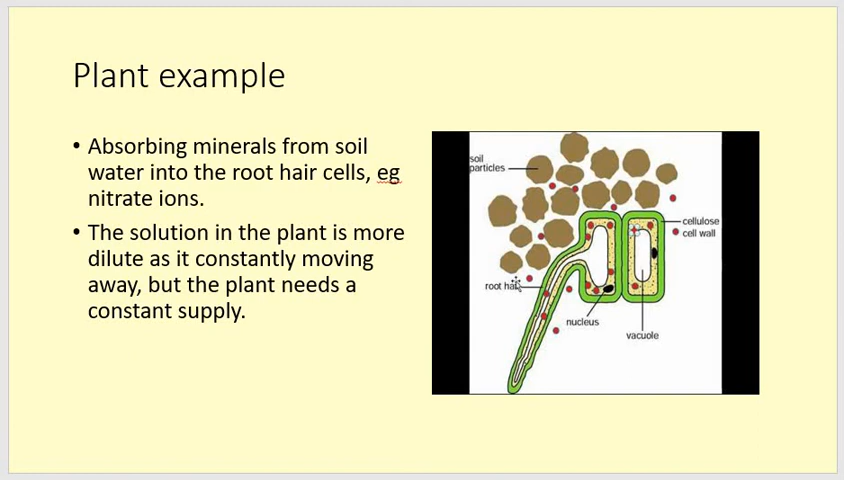 Plant example
• Absorbing minerals from soil
water into the root hair cells, eg
nitrate ions.
• The solution in the plant is more
dilute as it constantly moving
away, but the plant needs a
constant supply.
soil
particles
cellulose
cell wall
root hair
nucleus
vacuole